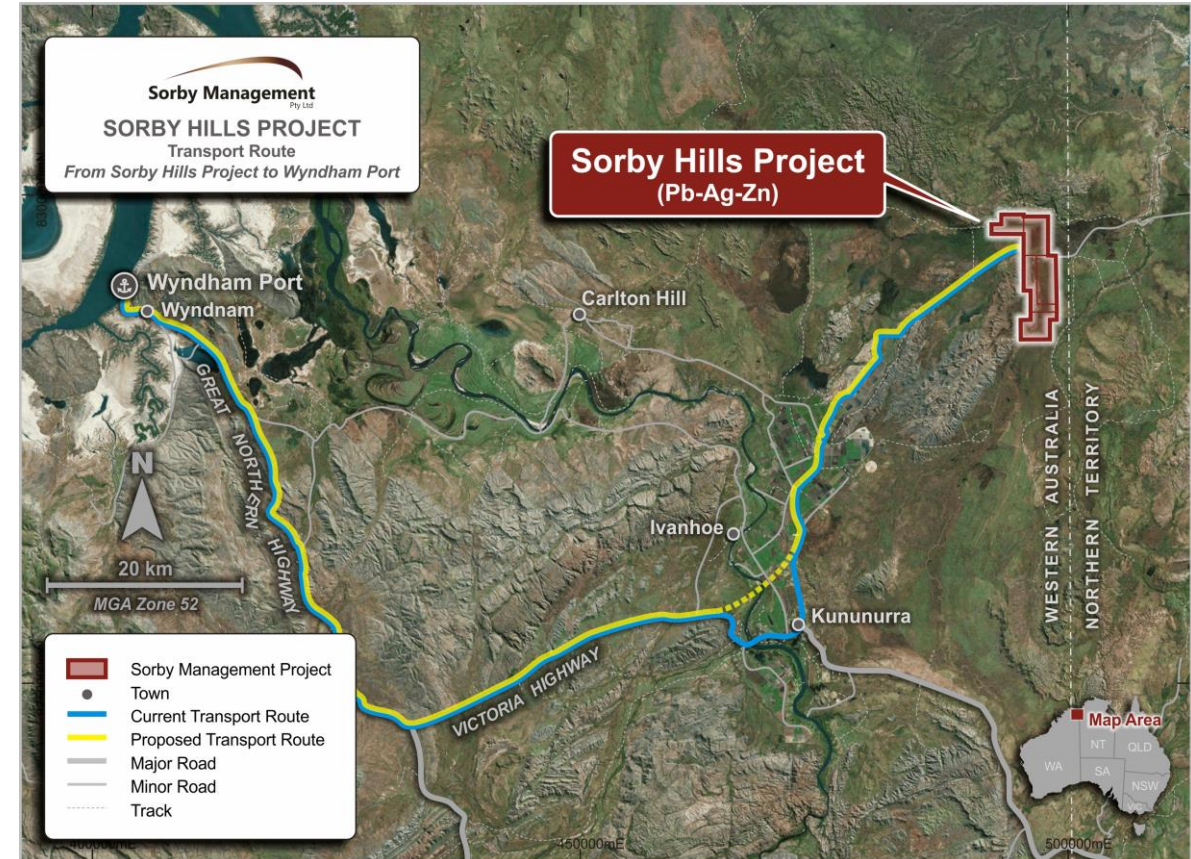 Sorby Management
Pty Ltd
SORBY HILLS PROJECT
Transport Route
From Sorby Hills Project to Wyndham Port
Sorby Hills Project
(Pb-Ag-Zn)
Wyndham Port
Wyndnam
Carlton Hill
GREAT NORTHERN HIGHWAY
N
20 km
MGA Zone 52
Ivanhoe
Kununurra
VICTORIA HIGHWAY
WESTERN AUSTRALIA
NORTHERN TERRITORY
Sorby Management Project
Town
Current Transport Route
Proposed Transport Route
Major Road
Minor Road
Track
Map Area
WA
NT
QLD
SA
NSW
450000mE
500000mE